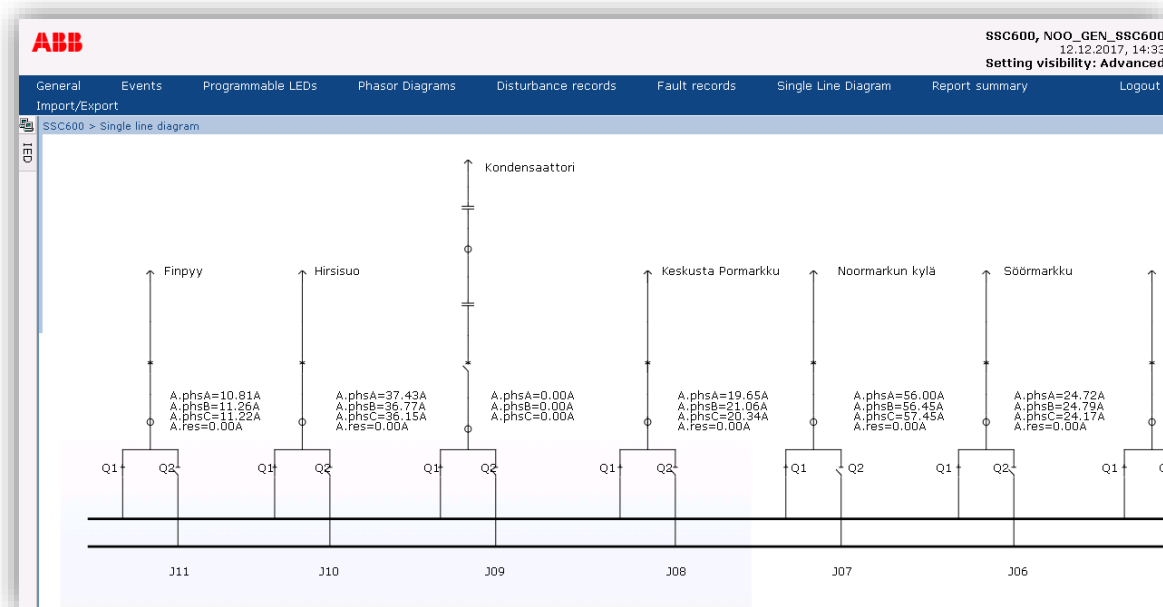 ABB
SSC600, NOO_GEN_SSC600
12.12.2017, 14:33
Setting visibility: Advanced
General Events Programmable LEDs Phasor Diagrams Disturbance records Fault records Single Line Diagram Report summary Logout
Import/Export
SSC600 > Single line diagram
IED
Kondensaattori
Finpyy Hirsisuo Keskusta Pormarkku Noormarkun kylä Söörmarkku
A.phsA=10.81A A.phsA=37.43A A.phsA=0.00A A.phsA=19.65A A.phsA=56.00A A.phsA=24.72A
A.phsB=11.26A A.phsB=36.77A A.phsB=0.00A A.phsB=21.06A A.phsB=56.45A A.phsB=24.79A
A.phsC=11.22A A.phsC=36.15A A.phsC=0.00A A.phsC=20.34A A.phsC=57.45A A.phsC=24.17A
A.res=0.00A A.res=0.00A A.res=0.00A A.res=0.00A A.res=0.00A
Q1 Q2 Q1 Q2 Q1 Q2 Q1 Q2 Q1 Q2 Q1 Q2 Q1
J11 J10 J09 J08 J07 J06